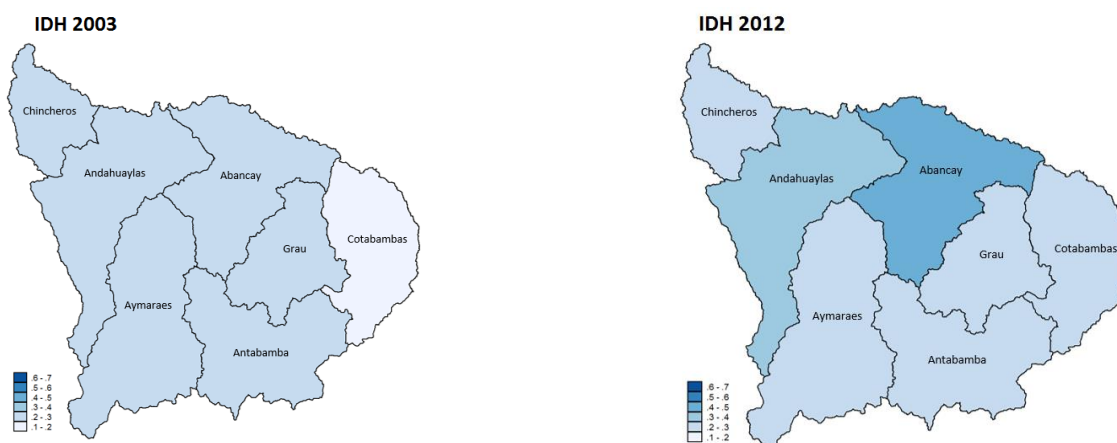 IDH 2003
Chincheros
Andahuaylas
Abancay
Cotabambas
Grau
Aymaraes
Antabamba
.6 - .7
.5 - .6
.4 - .5
.3 - .4
.2 - .3
.1 - .2
IDH 2012
Chincheros
Andahuaylas
Abancay
Cotabambas
Grau
Aymaraes
Antabamba
.6 - .7
.5 - .6
.4 - .5
.3 - .4
.2 - .3
.1 - .2